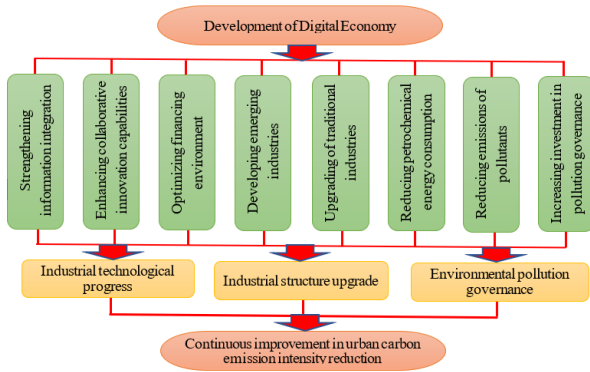 Development of Digital Economy
Strengthening
information integration
Enhancing collaborative
innovation capabilities
Optimizing financing
environment
Developing emerging
industries
Upgrading of traditional
industries
Reducing petrochemical
energy consumption
Reducing emissions of
pollutants
Increasing investment in
pollution governance
Industrial technological
progress
Industrial structure upgrade
Environmental pollution
governance
Continuous improvement in urban carbon
emission intensity reduction